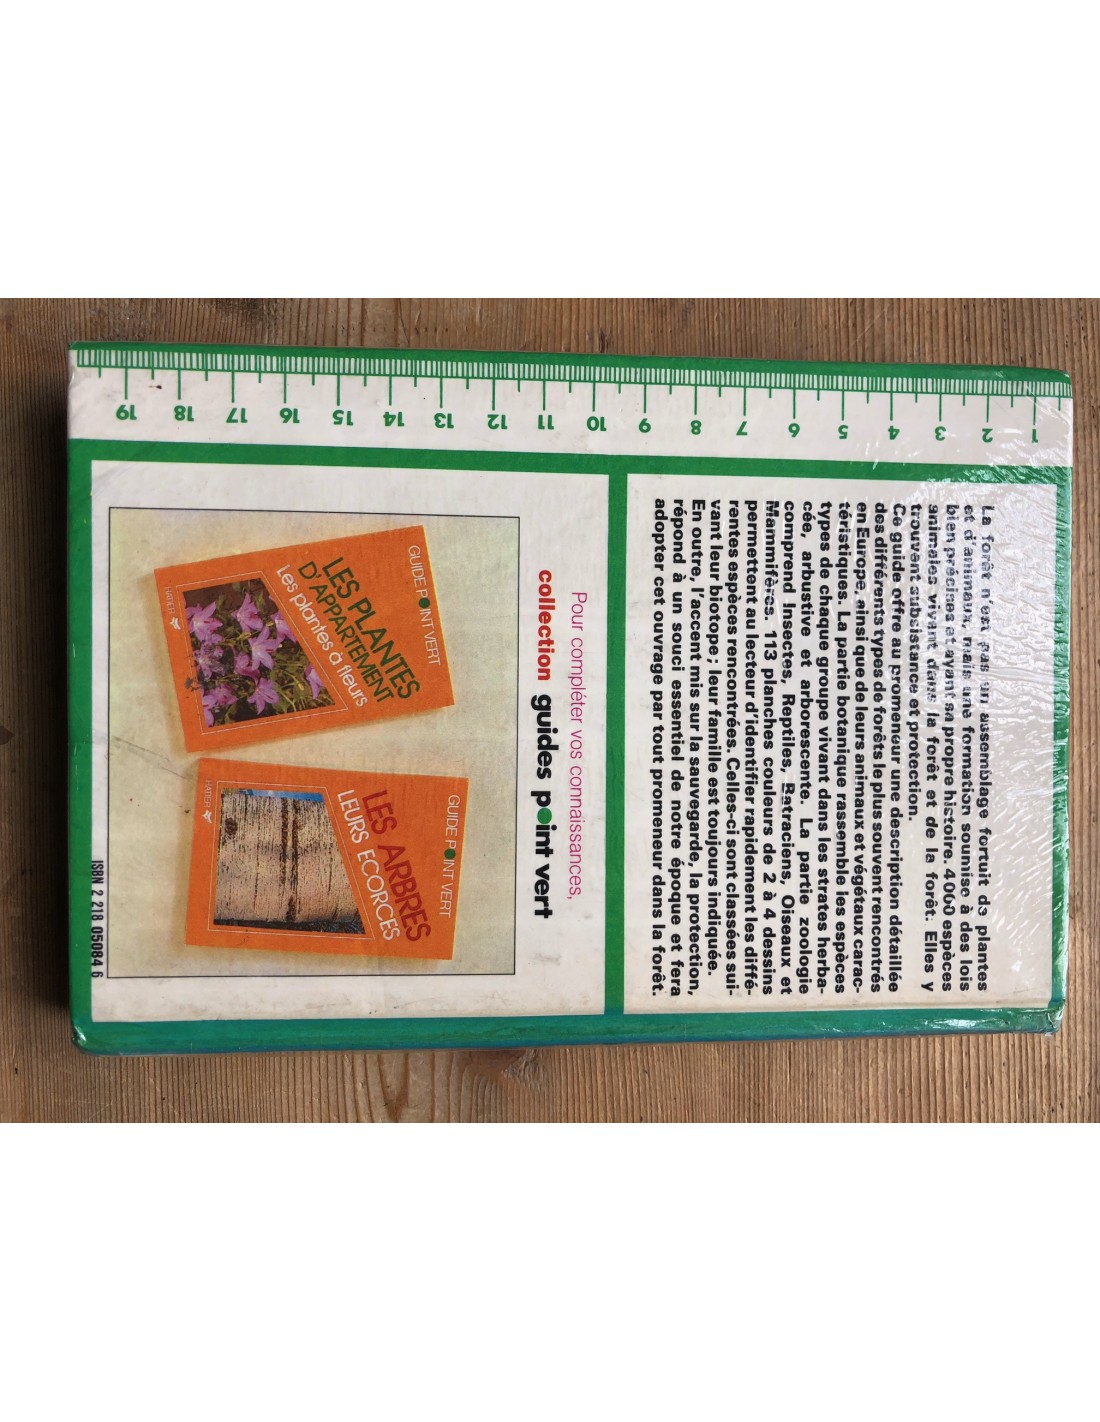 La forêt n'est pas un assemblage fortuit de plantes
et d'animaux, mais une formation soumise à des lois
bien précises et ayant sa propre histoire. 4 000 espèces
animales vivant dans la forêt et de la forêt. Elles y
trouvent subsistance et protection.
Ce guide offre au promeneur une description détaillée
des différents types de forêts le plus souvent rencontrés
en Europe, ainsi que de leurs animaux et végétaux carac-
téristiques. La partie botanique rassemble les espèces
types de chaque groupe vivant dans les strates herba-
cée, arbustive et arborescente. La partie zoologie
comprend Insectes, Reptiles, Batraciens, Oiseaux et
Mammifères. 113 planches couleurs de 2 à 4 dessins
permettent au lecteur d'identifier rapidement les diffé-
rentes espèces rencontrées. Celles-ci sont classées sui-
vant leur biotope; leur famille est toujours indiquée.
En outre, l'accent mis sur la sauvegarde, la protection,
répond à un souci essentiel de notre époque et fera
adopter cet ouvrage par tout promeneur dans la forêt.
Pour compléter vos connaissances,
collection guides point vert
GUIDE POINT VERT
LES PLANTES
D'APPARTEMENT
Les plantes à fleurs
HATIER
GUIDE POINT VERT
LES ARBRES
LEURS ECORCES
HATIER
ISBN 2 218 05084 6
1 2 3 4 5 6 7 8 9 10 11 12 13 14 15 16 17 18 19